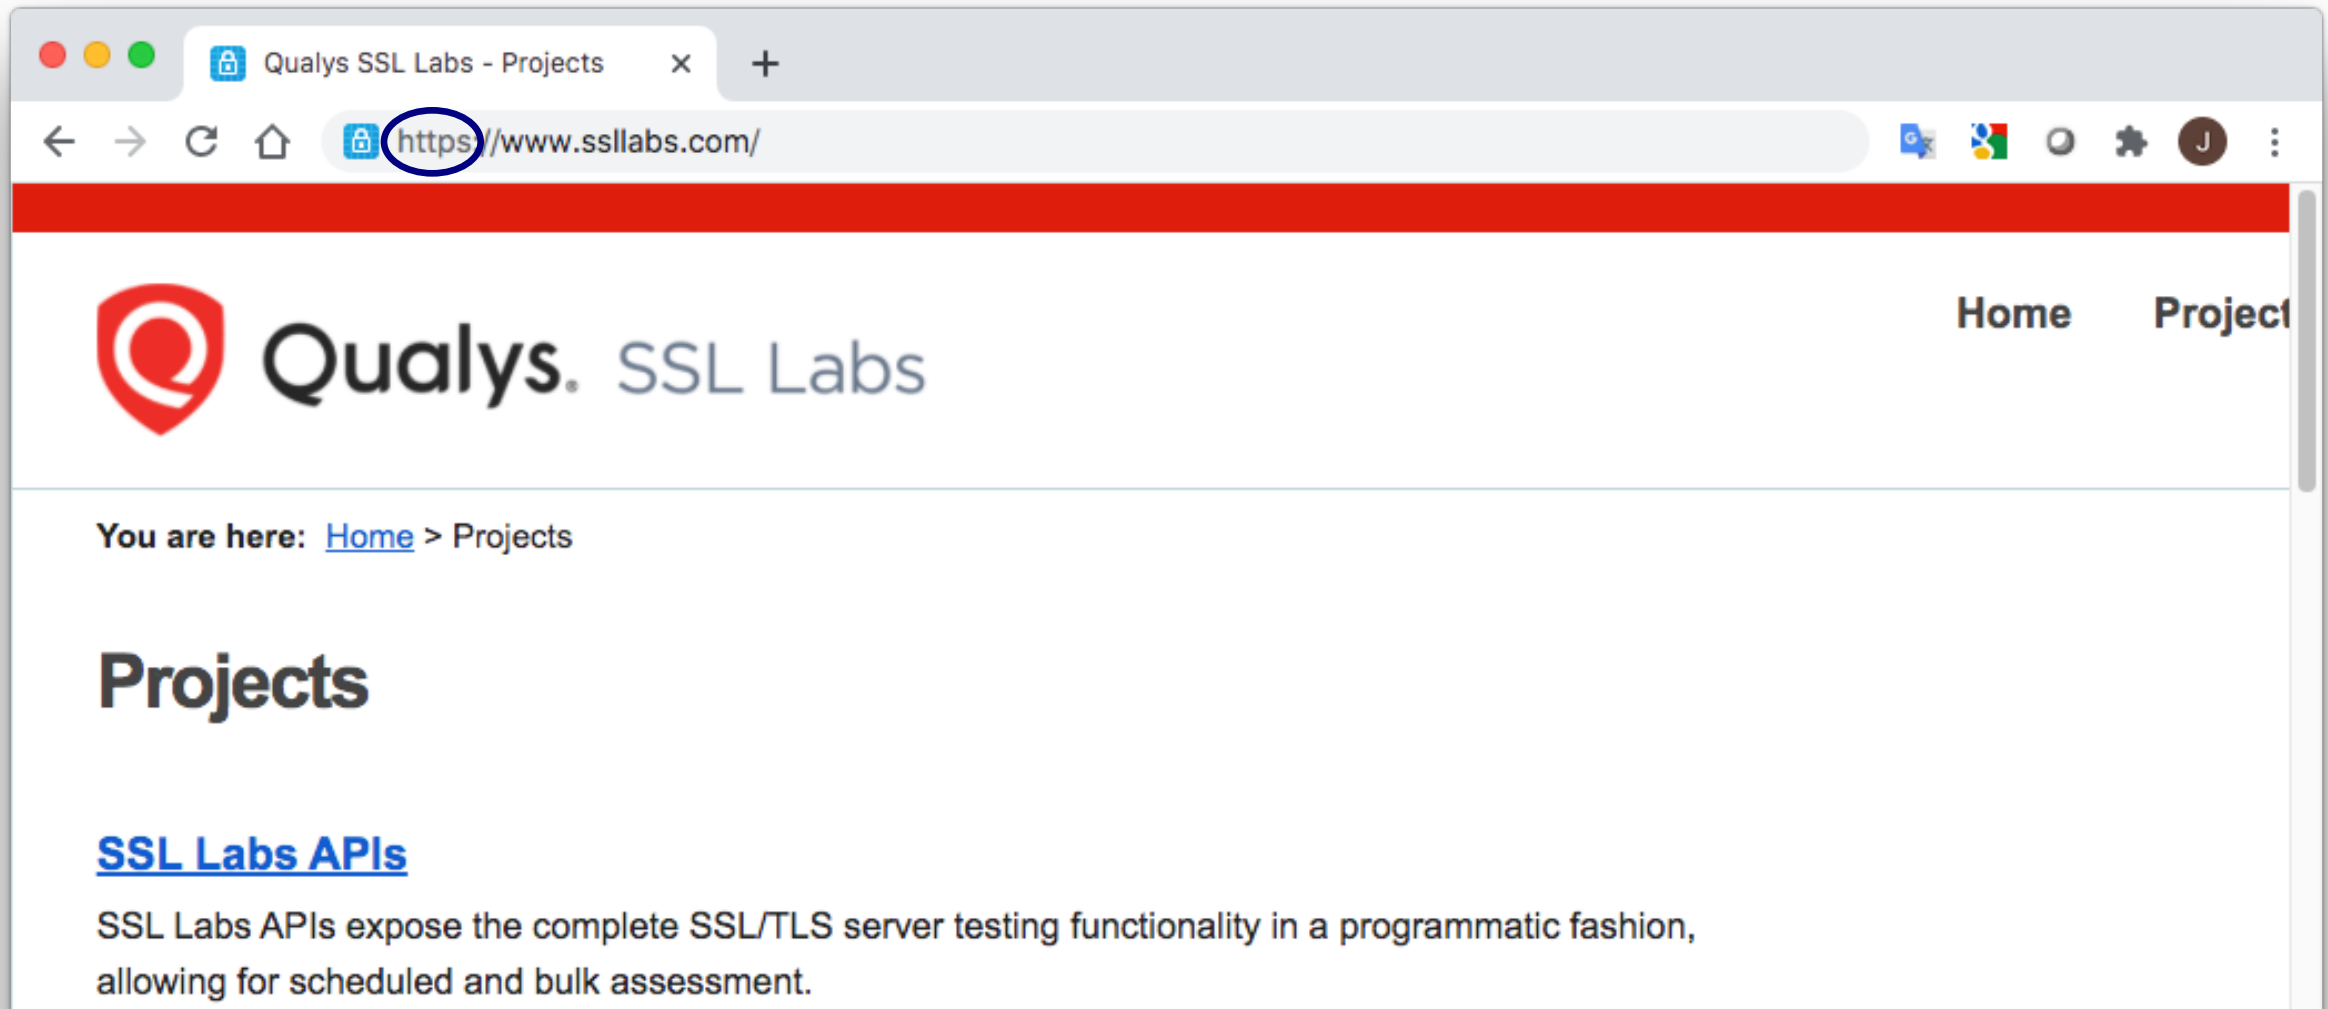 Qualys SSL Labs - Projects
https://www.ssllabs.com/
J
Qualys. SSL Labs
Home Project
You are here: Home > Projects
Projects
SSL Labs APIs
SSL Labs APIs expose the complete SSL/TLS server testing functionality in a programmatic fashion,
allowing for scheduled and bulk assessment.